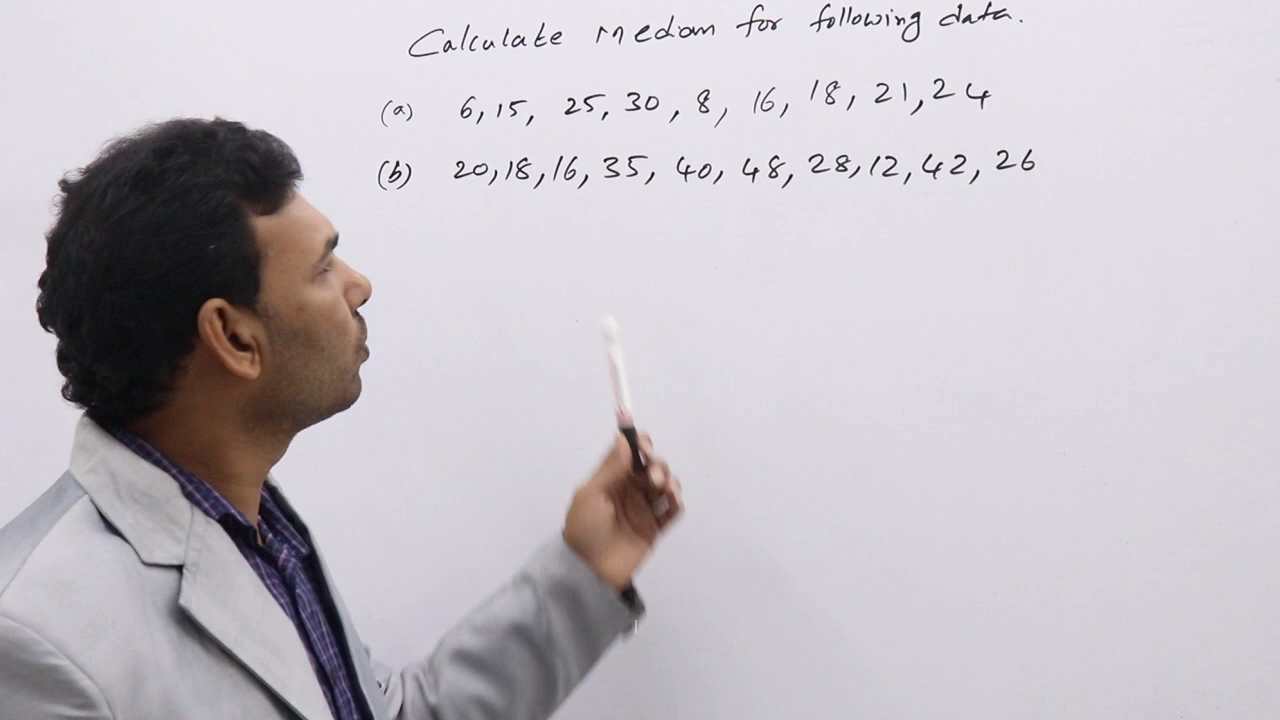 Calculate Median for following data.
(a) 6, 15, 25, 30, 8, 16, 18, 21, 24
(b) 20, 18, 16, 35, 40, 48, 28, 12, 42, 26